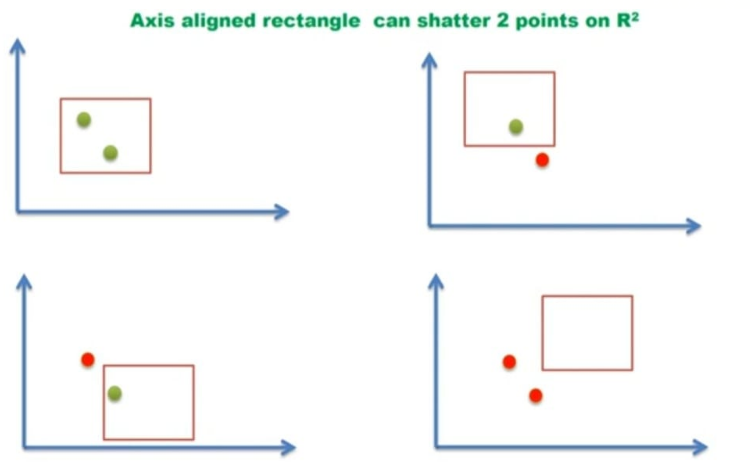 Axis aligned rectangle can shatter 2 points on R²